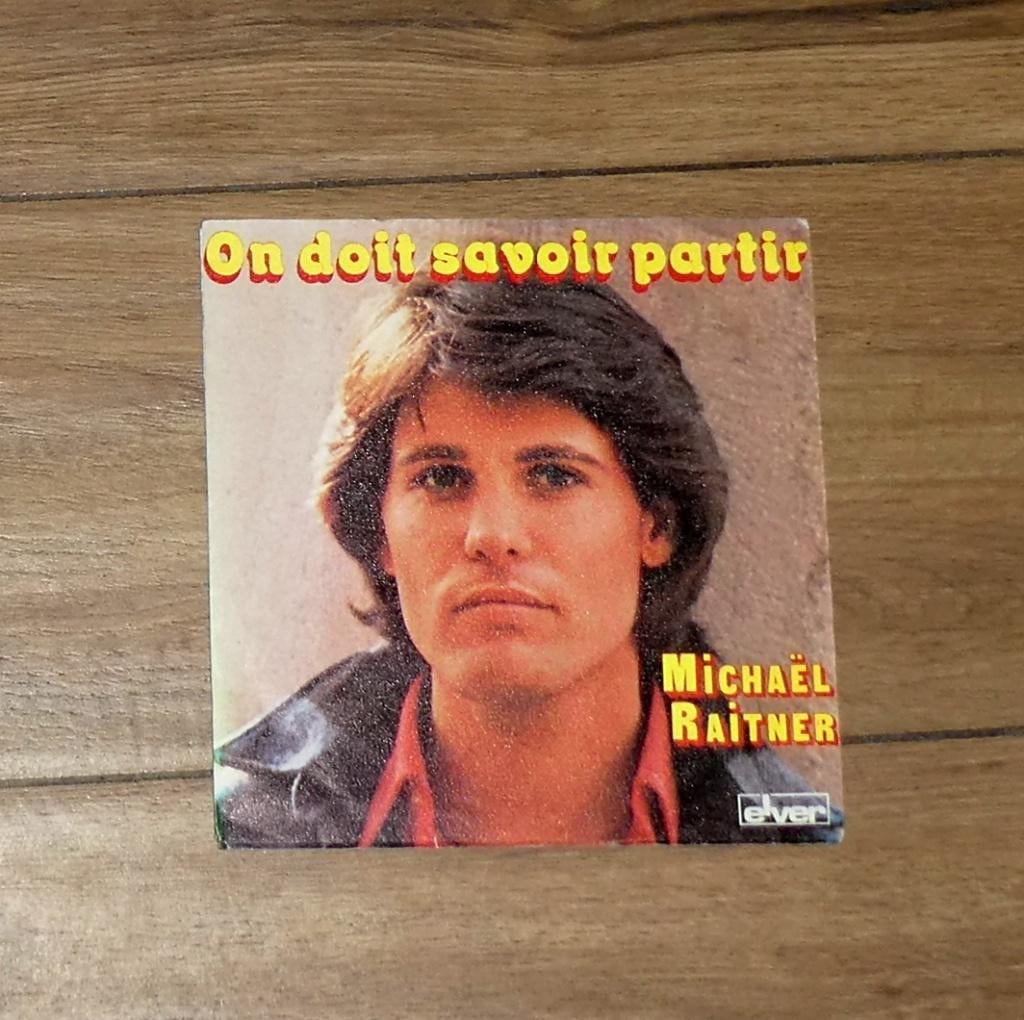 On doit savoir partir
MiCHAËL
RAiTNER
elver